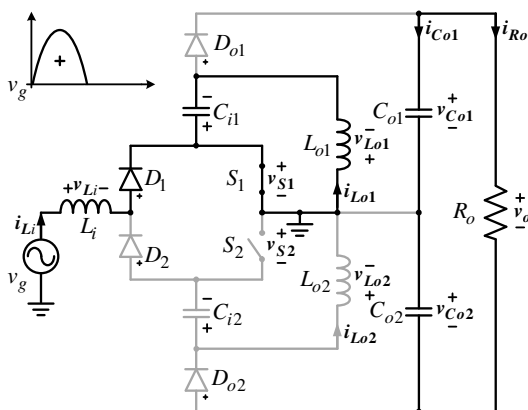 v_g
+
D_o1
+
i_Co1
i_Ro
−
C_i1
+
L_o1
−
v_Lo1
+
C_o1
+
v_Co1
−
D_1
+
S_1
+
v_S1
−
i_Lo1
+ v_Li −
i_Li
L_i
R_o
+
v_o
−
D_2
+
S_2
+
v_S2
−
v_g
L_o2
−
v_Lo2
+
C_o2
+
v_Co2
−
−
C_i2
+
i_Lo2
D_o2
+